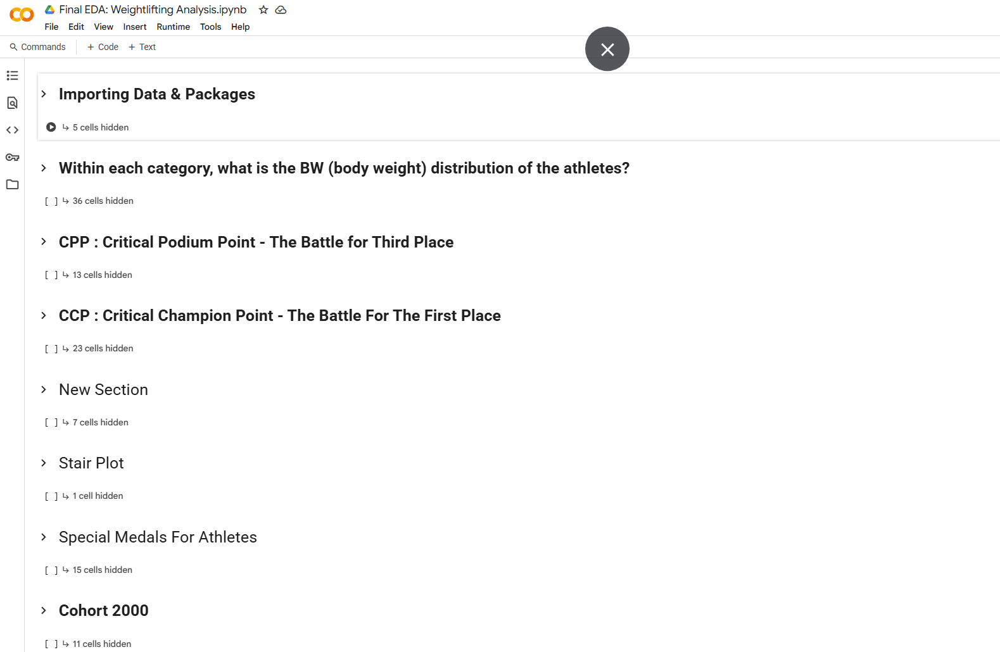 Final EDA: Weightlifting Analysis.ipynb
File Edit View Insert Runtime Tools Help
Commands + Code + Text
Importing Data & Packages
5 cells hidden
Within each category, what is the BW (body weight) distribution of the athletes?
[ ] 36 cells hidden
CPP : Critical Podium Point - The Battle for Third Place
[ ] 13 cells hidden
CCP : Critical Champion Point - The Battle For The First Place
[ ] 23 cells hidden
New Section
[ ] 7 cells hidden
Stair Plot
[ ] 1 cell hidden
Special Medals For Athletes
[ ] 15 cells hidden
Cohort 2000
[ ] 11 cells hidden